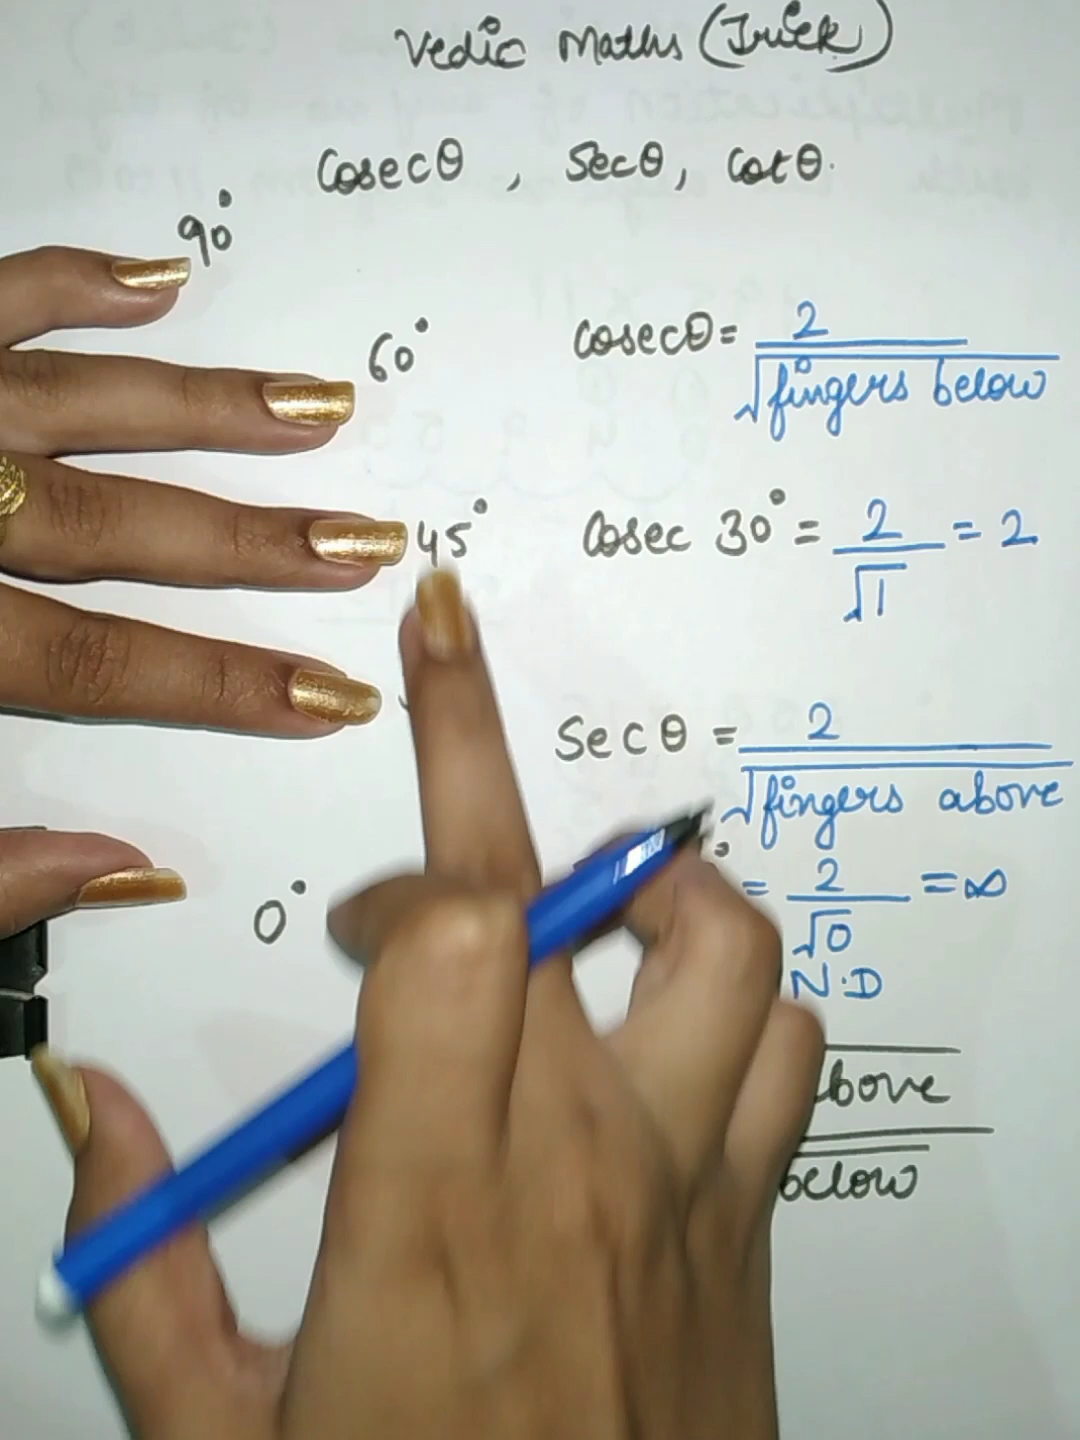 Vedic Maths (Trick)
Cosecθ , Secθ, Cotθ.
90°
60°
45°
0°
Cosecθ = 2/√fingers below
Cosec 30° = 2/√1 = 2
Secθ = 2/√fingers above
= 2/√0 = ∞
N.D
bove
below